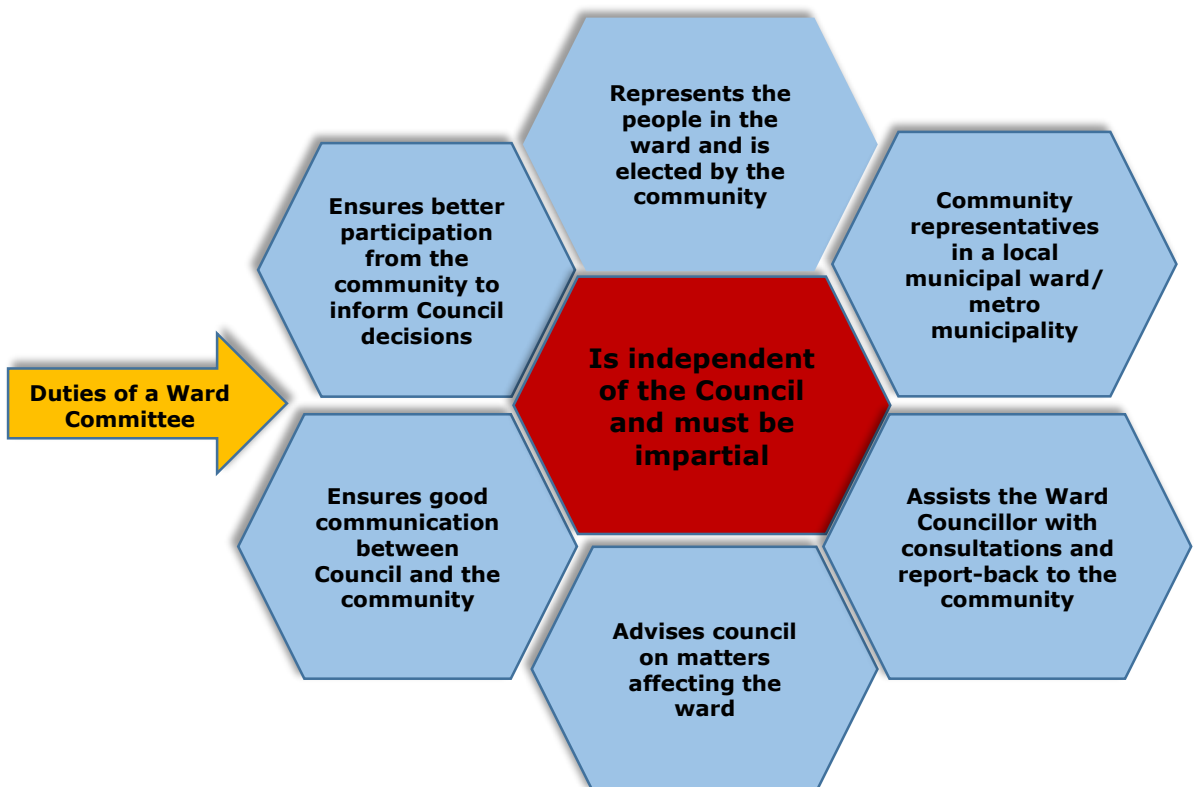 Represents the
people in the
ward and is
elected by the
community
Ensures better
participation
from the
community to
inform Council
decisions
Community
representatives
in a local
municipal ward/
metro
municipality
Is independent
of the Council
and must be
impartial
Duties of a Ward
Committee
Ensures good
communication
between
Council and the
community
Assists the Ward
Councillor with
consultations and
report-back to the
community
Advises council
on matters
affecting the
ward